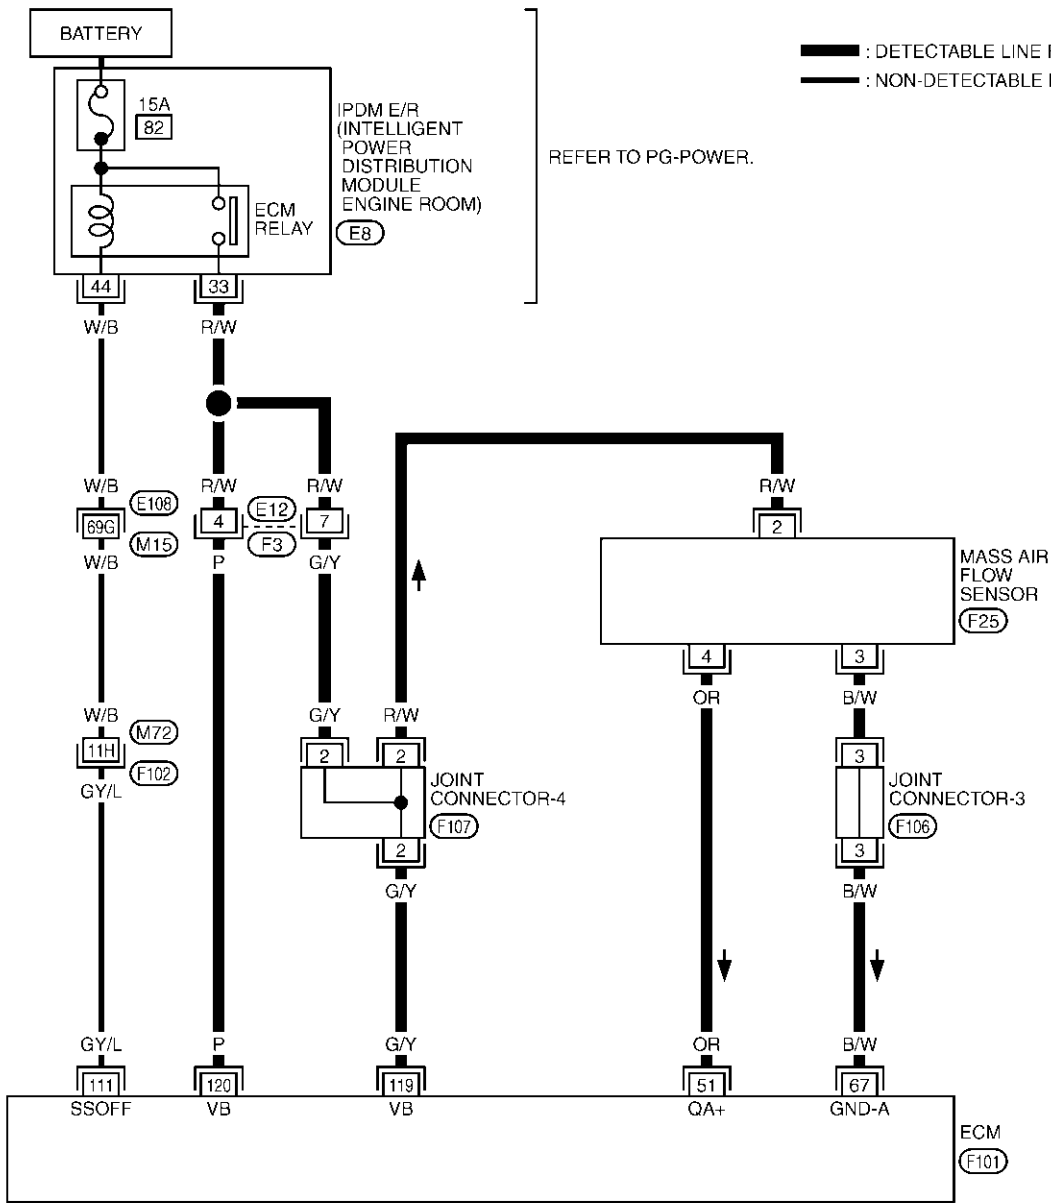 BATTERY
: DETECTABLE LINE
: NON-DETECTABLE
15A
82
IPDM E/R
(INTELLIGENT
POWER
DISTRIBUTION
MODULE
ENGINE ROOM)
E8
REFER TO PG-POWER.
ECM
RELAY
44
33
W/B
R/W
W/B
R/W
R/W
R/W
E108
E12
69G
4
7
2
M15
F3
W/B
P
G/Y
MASS AIR
FLOW
SENSOR
F25
4
3
OR
B/W
W/B
G/Y
R/W
M72
11H
2
2
3
F102
GY/L
JOINT
CONNECTOR-4
F107
JOINT
CONNECTOR-3
F106
2
3
G/Y
B/W
GY/L
P
G/Y
OR
B/W
111
120
119
51
67
SSOFF
VB
VB
QA+
GND-A
ECM
F101